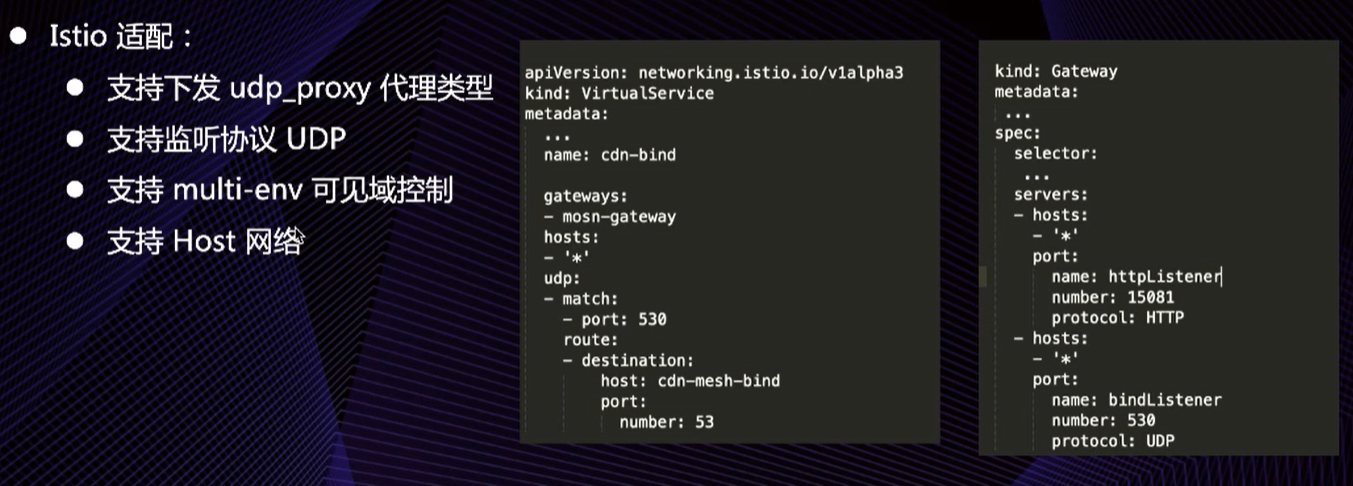 ● Istio 适配：
● 支持下发 udp_proxy 代理类型
● 支持监听协议 UDP
● 支持 multi-env 可见域控制
● 支持 Host 网络
apiVersion: networking.istio.io/v1alpha3
kind: VirtualService
metadata:
  ...
  name: cdn-bind

  gateways:
  - mosn-gateway
  hosts:
  - '*'
  udp:
  - match:
    - port: 530
    route:
    - destination:
        host: cdn-mesh-bind
        port:
          number: 53
kind: Gateway
metadata:
 ...
spec:
  selector:
   ...
  servers:
  - hosts:
    - '*'
    port:
      name: httpListener
      number: 15081
      protocol: HTTP
  - hosts:
    - '*'
    port:
      name: bindListener
      number: 530
      protocol: UDP